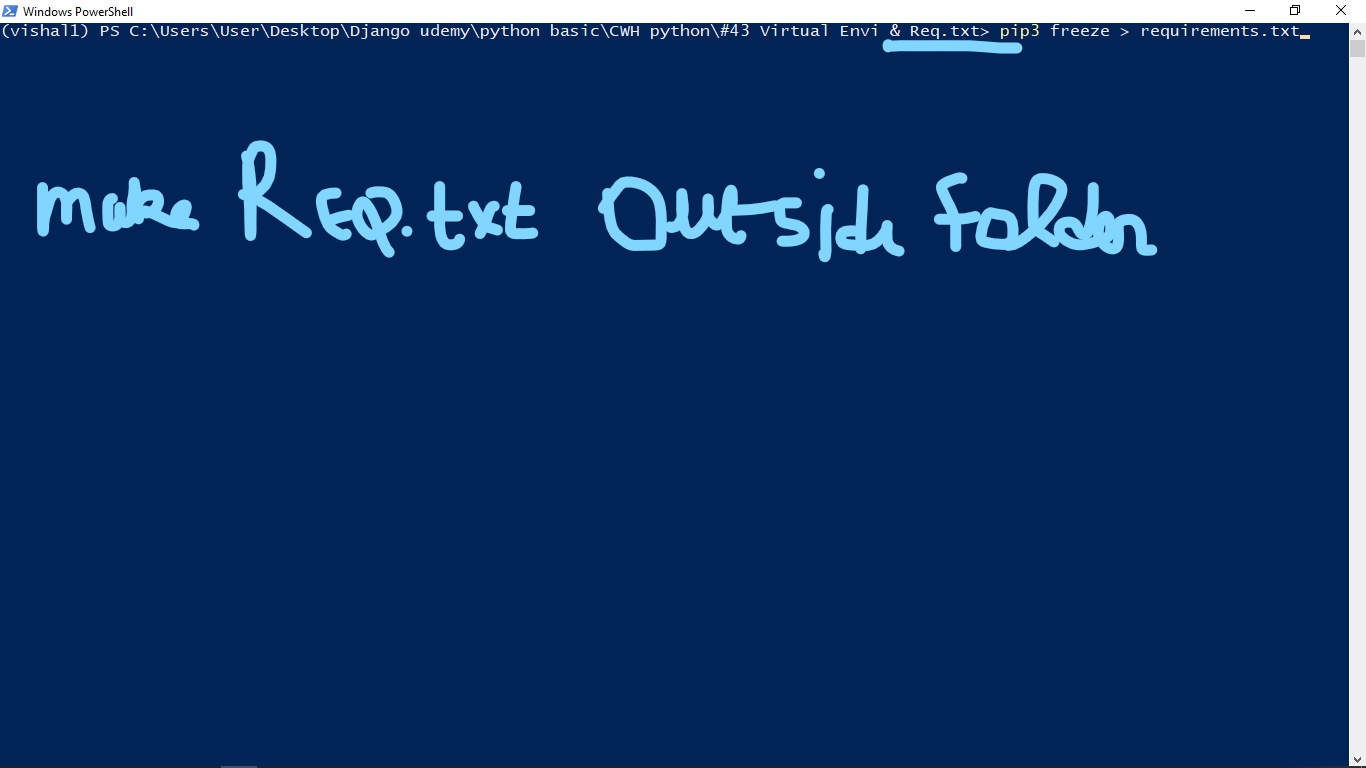 Windows PowerShell
(vishal1) PS C:\Users\User\Desktop\Django udemy\python basic\CWH python\#43 Virtual Envi & Req.txt> pip3 freeze > requirements.txt
make REQ.txt Outside Folder